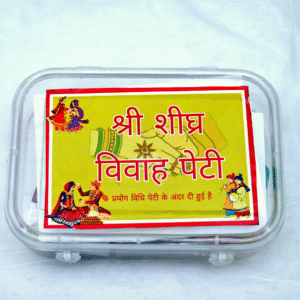 श्री शीघ्र
विवाह पेटी
प्रयोग विधि पेटी के अंदर दी हुई है